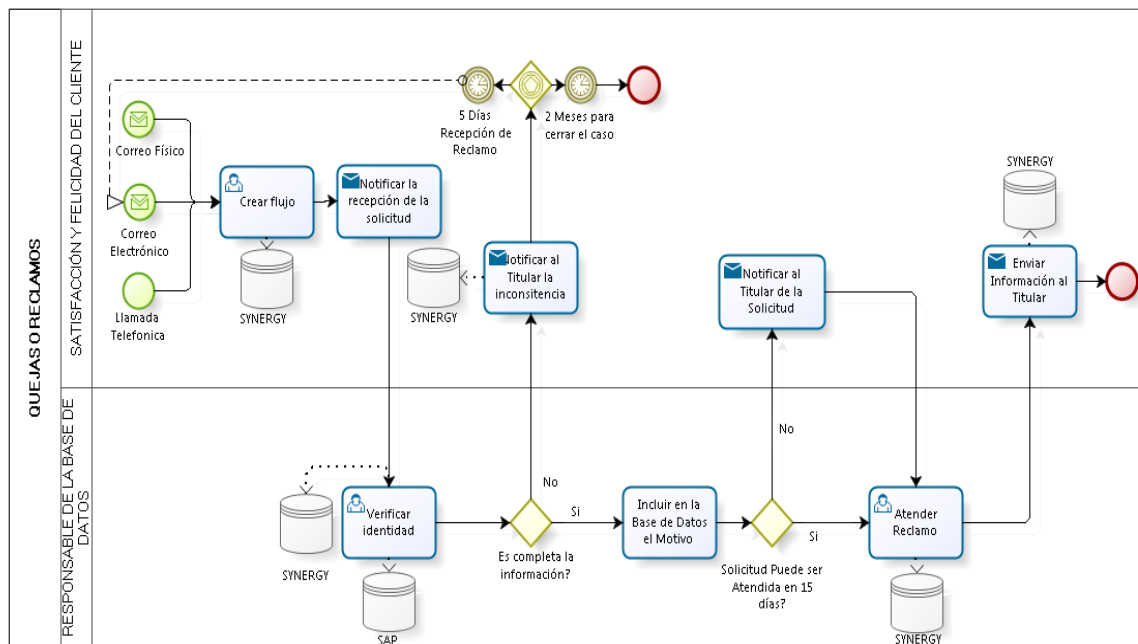 QUEJAS O RECLAMOS
SATISFACCIÓN Y FELICIDAD DEL CLIENTE
Correo Físico
Correo
Electrónico
Llamada
Telefonica
Crear flujo
SYNERGY
Notificar la
recepción de la
solicitud
5 Días
Recepción de
Reclamo
2 Meses para
cerrar el caso
Notificar al
Titular la
inconsitencia
SYNERGY
Notificar al
Titular de la
Solicitud
SYNERGY
Enviar
Información al
Titular
RESPONSABLE DE LA BASE DE
DATOS
SYNERGY
Verificar
identidad
SAP
No
Si
Es completa la
información?
Incluir en la
Base de Datos
el Motivo
No
Si
Solicitud Puede ser
Atendida en 15
días?
Atender
Reclamo
SYNERGY